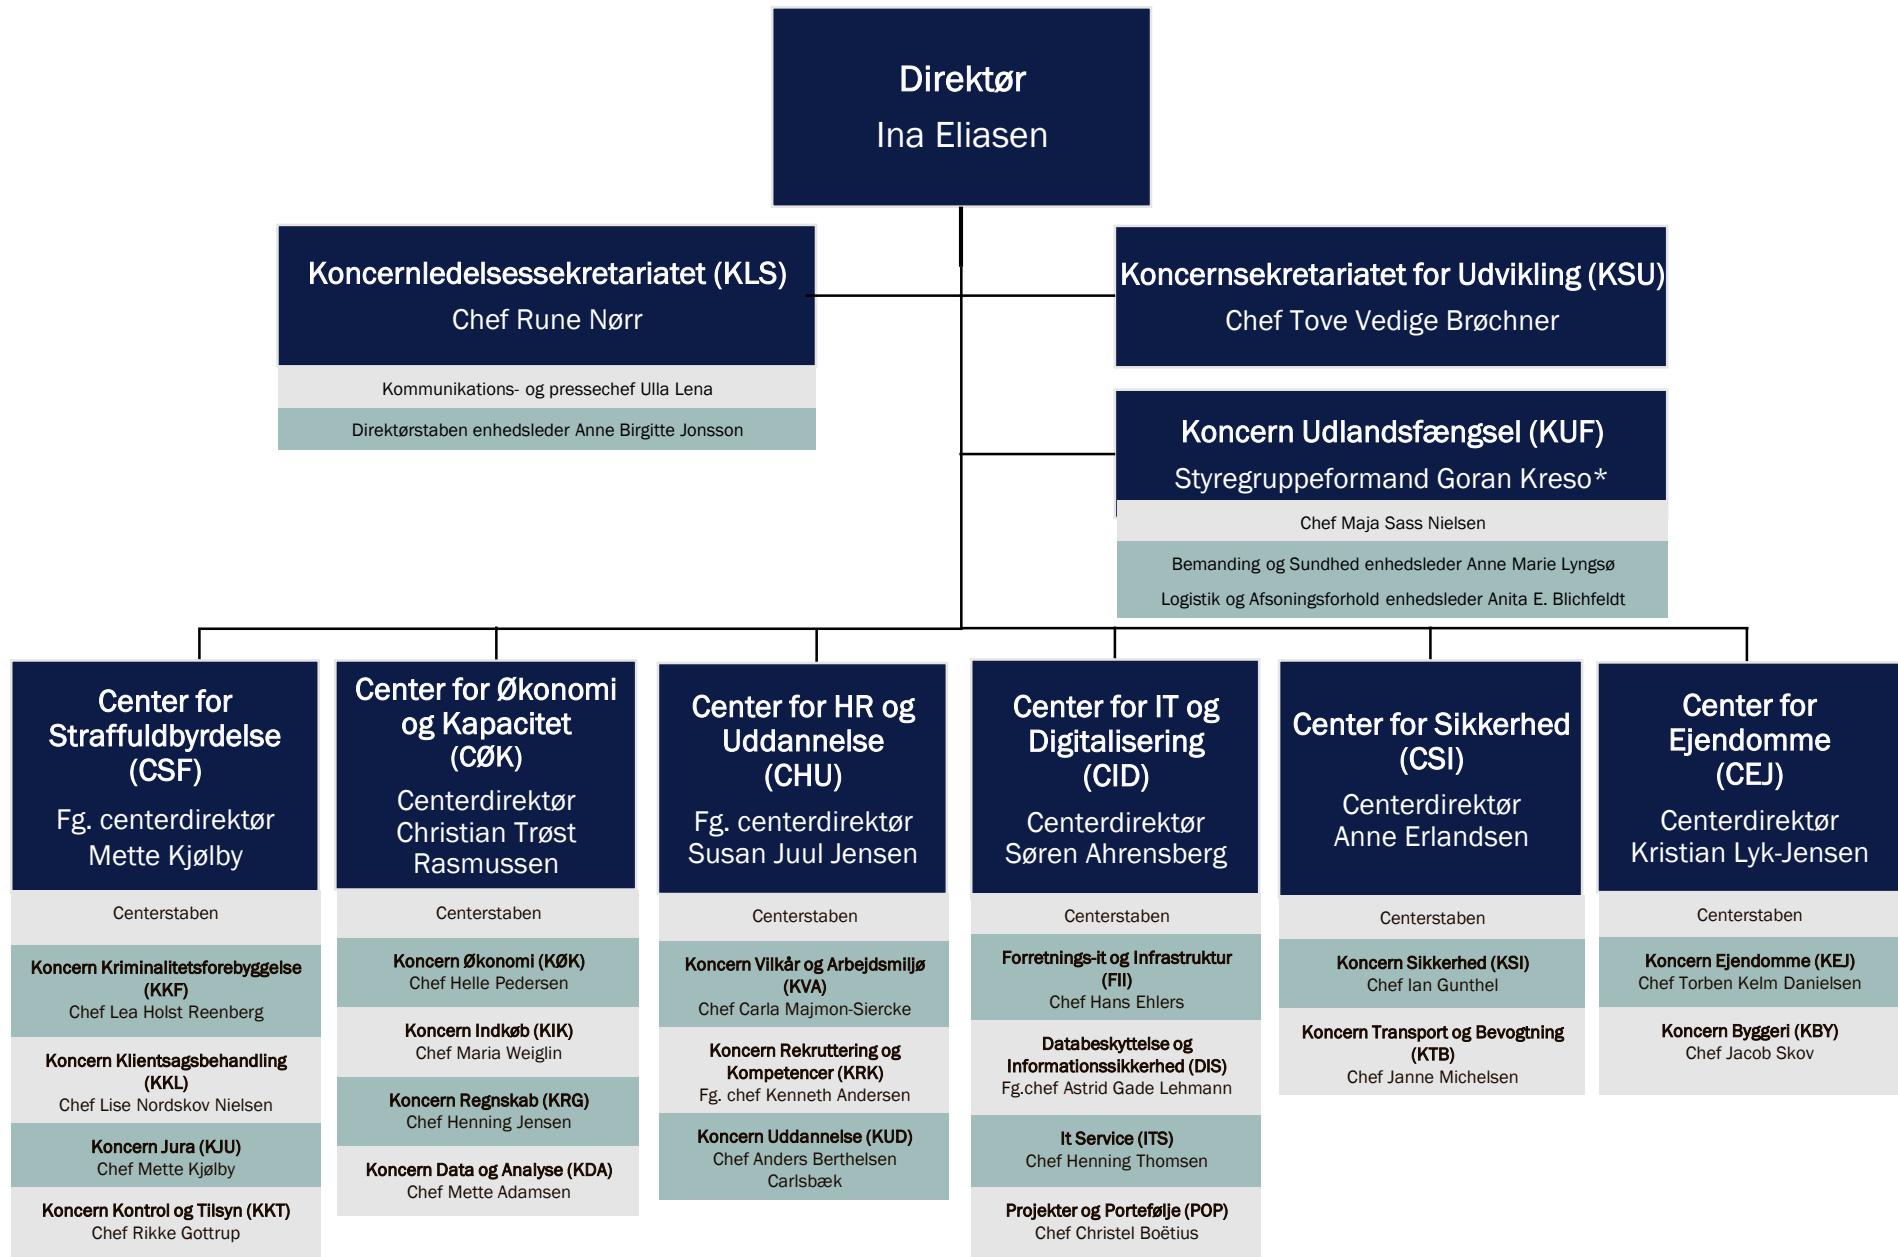 Direktør
Ina Eliasen
Koncernledelsessekretariatet (KLS)
Chef Rune Nørr
Kommunikations- og pressechef Ulla Lena
Direktørstaben enhedsleder Anne Birgitte Jonsson
Koncernsekretariatet for Udvikling (KSU)
Chef Tove Vedige Brøchner
Koncern Udlandsfængsel (KUF)
Styregruppeformand Goran Kreso*
Chef Maja Sass Nielsen
Bemanding og Sundhed enhedsleder Anne Marie Lyngsø
Logistik og Afsoningsforhold enhedsleder Anita E. Blichfeldt
Center for
Straffuldbyrdelse
(CSF)
Fg. centerdirektør
Mette Kjølby
Centerstaben
Koncern Kriminalitetsforebyggelse
(KKF)
Chef Lea Holst Reenberg
Koncern Klientsagsbehandling
(KKL)
Chef Lise Nordskov Nielsen
Koncern Jura (KJU)
Chef Mette Kjølby
Koncern Kontrol og Tilsyn (KKT)
Chef Rikke Gottrup
Center for Økonomi
og Kapacitet
(CØK)
Centerdirektør
Christian Trøst
Rasmussen
Centerstaben
Koncern Økonomi (KØK)
Chef Helle Pedersen
Koncern Indkøb (KIK)
Chef Maria Weiglin
Koncern Regnskab (KRG)
Chef Henning Jensen
Koncern Data og Analyse (KDA)
Chef Mette Adamsen
Center for HR og
Uddannelse
(CHU)
Fg. centerdirektør
Susan Juul Jensen
Centerstaben
Koncern Vilkår og Arbejdsmiljø
(KVA)
Chef Carla Majmon-Siercke
Koncern Rekruttering og
Kompetencer (KRK)
Fg. chef Kenneth Andersen
Koncern Uddannelse (KUD)
Chef Anders Berthelsen
Carlsbæk
Center for IT og
Digitalisering
(CID)
Centerdirektør
Søren Ahrensberg
Centerstaben
Forretnings-it og Infrastruktur
(FII)
Chef Hans Ehlers
Databeskyttelse og
Informationssikkerhed (DIS)
Fg.chef Astrid Gade Lehmann
It Service (ITS)
Chef Henning Thomsen
Projekter og Portefølje (POP)
Chef Christel Boëtius
Center for Sikkerhed
(CSI)
Centerdirektør
Anne Erlandsen
Centerstaben
Koncern Sikkerhed (KSI)
Chef Ian Gunthel
Koncern Transport og Bevogtning
(KTB)
Chef Janne Michelsen
Center for
Ejendomme
(CEJ)
Centerdirektør
Kristian Lyk-Jensen
Centerstaben
Koncern Ejendomme (KEJ)
Chef Torben Kelm Danielsen
Koncern Byggeri (KBY)
Chef Jacob Skov